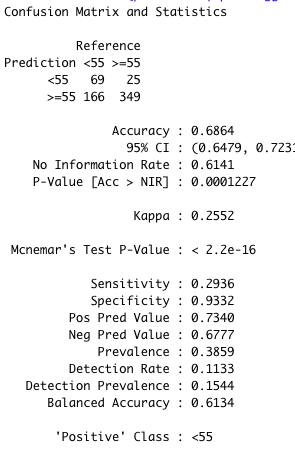 Confusion Matrix and Statistics
Reference
Prediction <55 >=55
<55 69 25
>=55 166 349
Accuracy : 0.6864
95% CI : (0.6479, 0.7231
No Information Rate : 0.6141
P-Value [Acc > NIR] : 0.0001227
Kappa : 0.2552
Mcnemar's Test P-Value : < 2.2e-16
Sensitivity : 0.2936
Specificity : 0.9332
Pos Pred Value : 0.7340
Neg Pred Value : 0.6777
Prevalence : 0.3859
Detection Rate : 0.1133
Detection Prevalence : 0.1544
Balanced Accuracy : 0.6134
'Positive' Class : <55